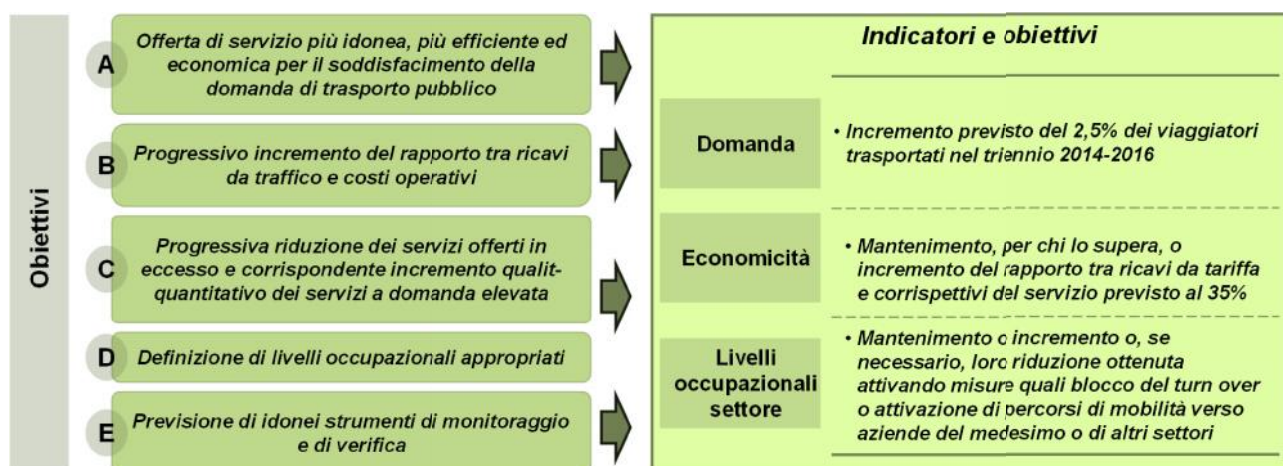 Obiettivi
A
Offerta di servizio più idonea, più efficiente ed
economica per il soddisfacimento della
domanda di trasporto pubblico
B
Progressivo incremento del rapporto tra ricavi
da traffico e costi operativi
C
Progressiva riduzione dei servizi offerti in
eccesso e corrispondente incremento qualit-
quantitativo dei servizi a domanda elevata
D
Definizione di livelli occupazionali appropriati
E
Previsione di idonei strumenti di monitoraggio
e di verifica
Indicatori e obiettivi
Domanda
• Incremento previsto del 2,5% dei viaggiatori
trasportati nel triennio 2014-2016
Economicità
• Mantenimento, per chi lo supera, o
incremento del rapporto tra ricavi da tariffa
e corrispettivi del servizio previsto al 35%
Livelli
occupazionali
settore
• Mantenimento o incremento o, se
necessario, loro riduzione ottenuta
attivando misure quali blocco del turn over
o attivazione di percorsi di mobilità verso
aziende del medesimo o di altri settori